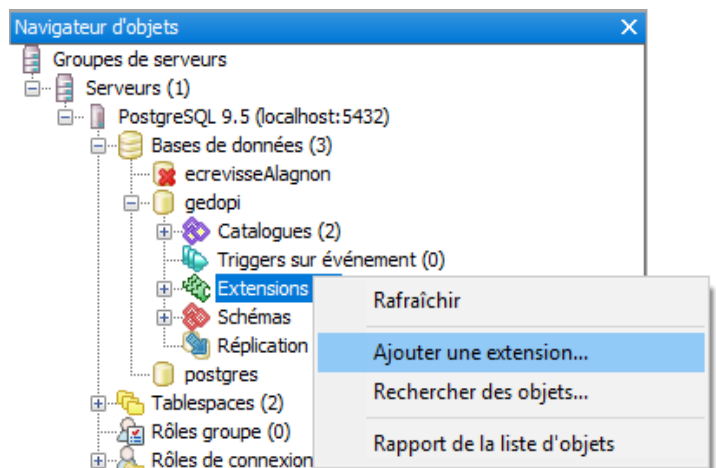 Navigateur d'objets
Groupes de serveurs
Serveurs (1)
PostgreSQL 9.5 (localhost:5432)
Bases de données (3)
ecrevisseAlagnon
gedopi
Catalogues (2)
Triggers sur événement (0)
Extensions
Rafraîchir
Schémas
Ajouter une extension...
Réplication
postgres
Rechercher des objets...
Tablespaces (2)
Rôles groupe (0)
Rapport de la liste d'objets
Rôles de connexion